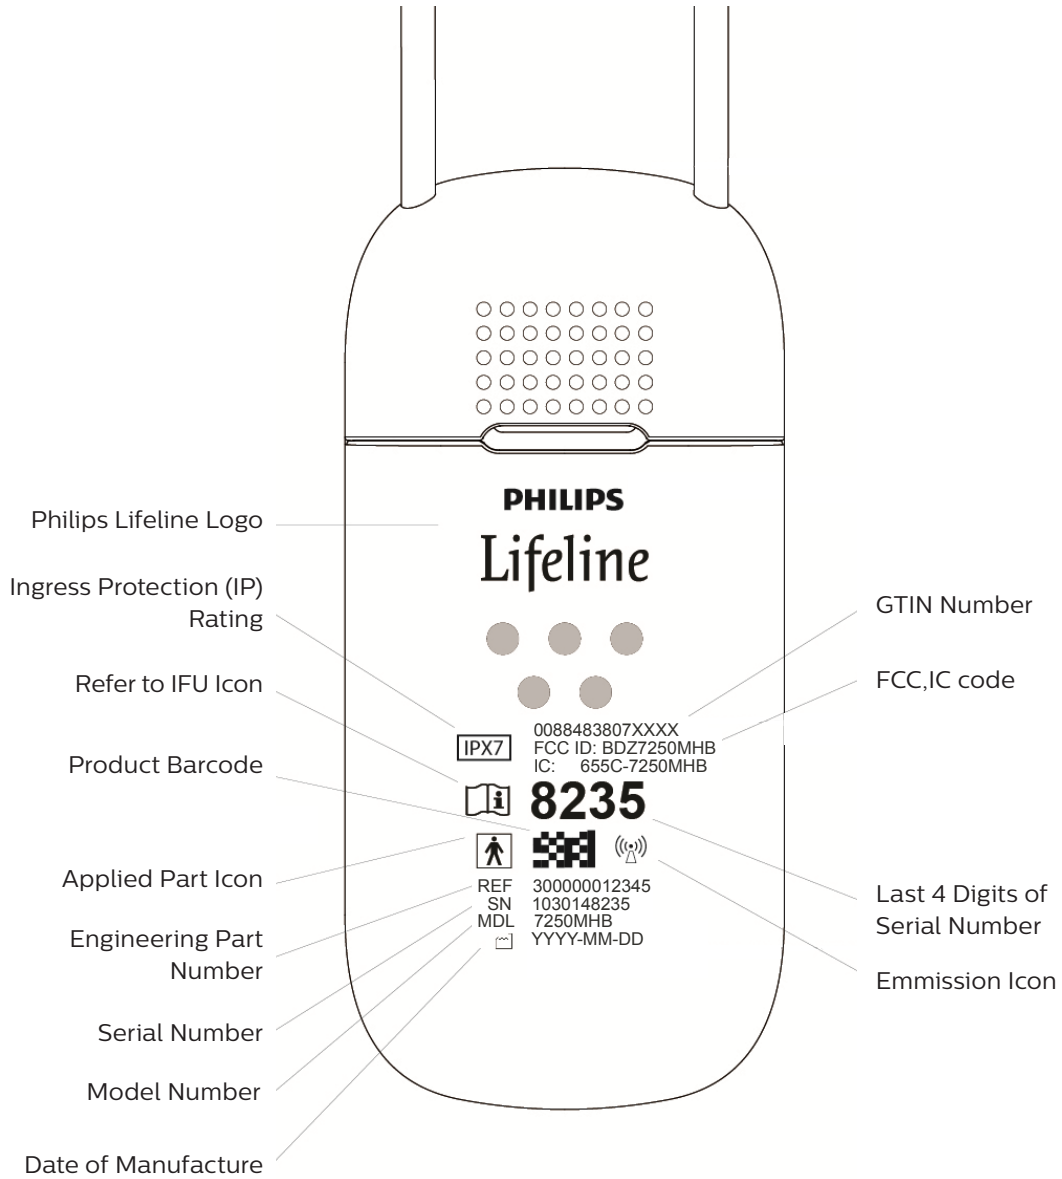 PHILIPS
Lifeline
Philips Lifeline Logo
Ingress Protection (IP)
Rating
Refer to IFU Icon
Product Barcode
Applied Part Icon
Engineering Part
Number
Serial Number
Model Number
Date of Manufacture
IPX7
0088483807XXXX
FCC ID: BDZ7250MHB
IC: 655C-7250MHB
8235
REF 300000012345
SN 1030148235
MDL 7250MHB
YYYY-MM-DD
GTIN Number
FCC,IC code
Last 4 Digits of
Serial Number
Emmission Icon